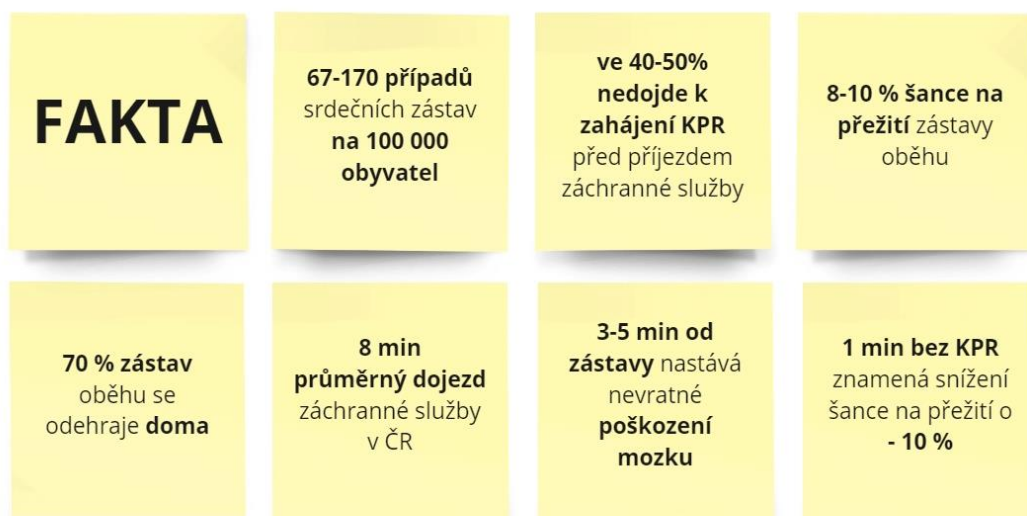 FAKTA
67-170 případů
srdečních zástav
na 100 000
obyvatel
ve 40-50%
nedojde k
zahájení KPR
před příjezdem
záchranné služby
8-10 % šance na
přežití zástavy
oběhu
70 % zástav
oběhu se
odehraje doma
8 min
průměrný dojezd
záchranné služby
v ČR
3-5 min od
zástavy nastává
nevratné
poškození
mozku
1 min bez KPR
znamená snížení
šance na přežití o
- 10 %